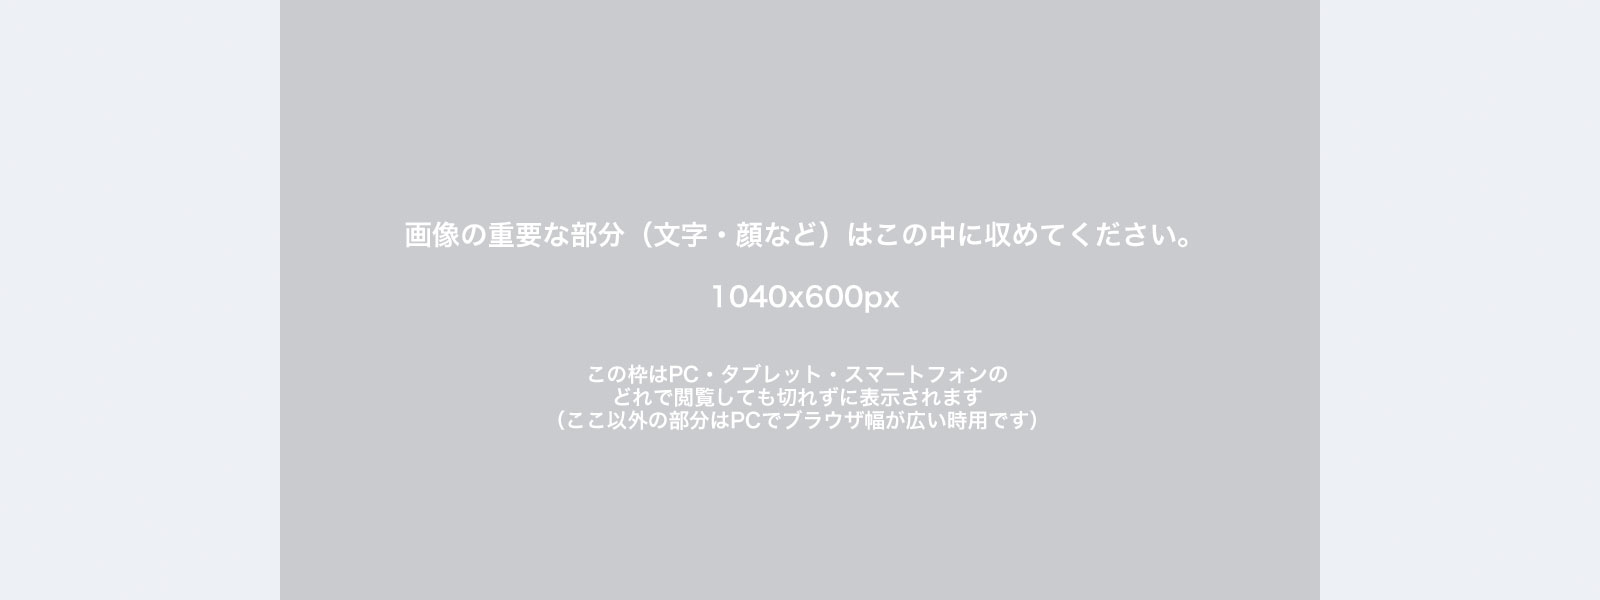 画像の重要な部分（文字・顔など）はこの中に収めてください。
1040x600px
この枠はPC・タブレット・スマートフォンの
どれで閲覧しても切れずに表示されます
（ここ以外の部分はPCでブラウザ幅が広い時用です）